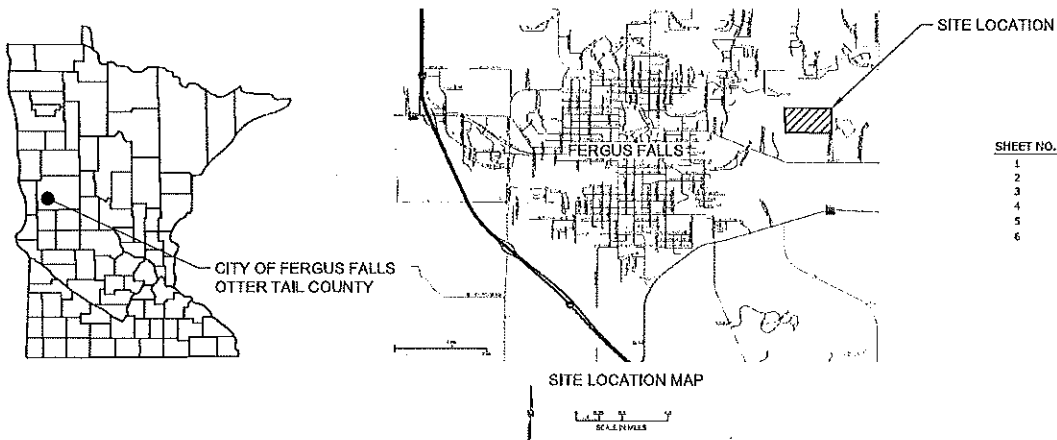 SITE LOCATION
FERGUS FALLS
SHEET NO.
1
2
3
4
5
6
CITY OF FERGUS FALLS
OTTER TAIL COUNTY
SITE LOCATION MAP
SCALE IN MILES